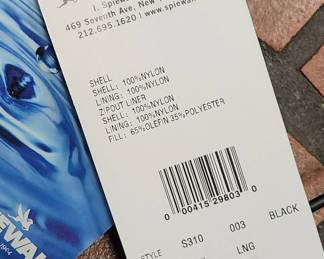 I. Spiewa
469 Seventh Ave, New
212.695.1620 | www.spiewa
SHELL
SHELL: 100%NYLON
LINING: 100%NYLON
ZIPOUT LINER
SHELL: 100%NYLON
LINING: 100%NYLON
FILL: 65%OLEFIN 35%POLYESTER
0 00415 29803 0
STYLE S310 003 BLACK
LNG
1904